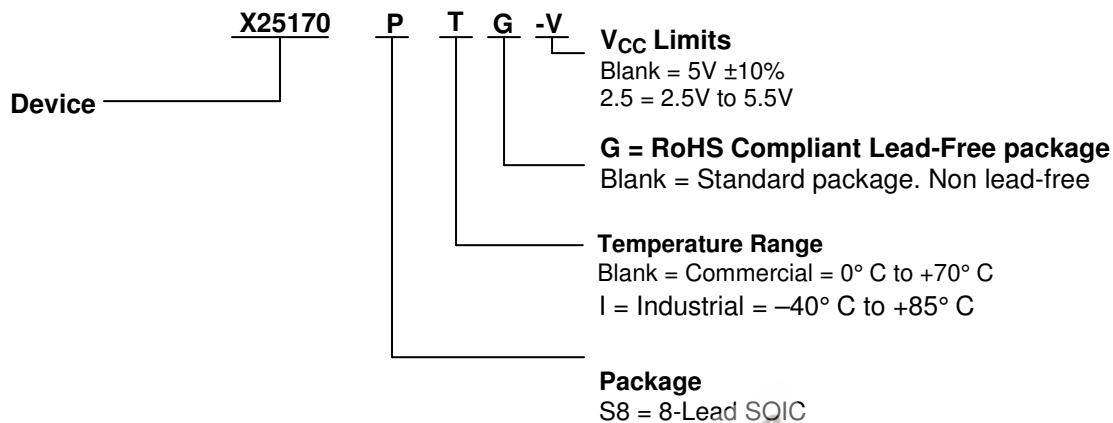 X25170 P T G -V
Device
VCC Limits
Blank = 5V ±10%
2.5 = 2.5V to 5.5V
G = RoHS Compliant Lead-Free package
Blank = Standard package. Non lead-free
Temperature Range
Blank = Commercial = 0° C to +70° C
I = Industrial = –40° C to +85° C
Package
S8 = 8-Lead SOIC